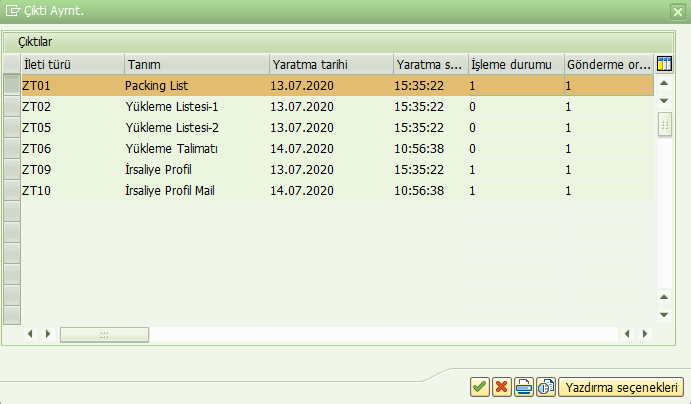 Çıkti Ayrnt.
Çıktılar
İleti türü Tanım Yaratma tarihi Yaratma s... İşleme durumu Gönderme or...
ZT01 Packing List 13.07.2020 15:35:22 1 1
ZT02 Yükleme Listesi-1 13.07.2020 15:35:22 0 1
ZT05 Yükleme Listesi-2 13.07.2020 15:35:22 0 1
ZT06 Yükleme Talimatı 14.07.2020 10:56:38 0 1
ZT09 İrsaliye Profil 13.07.2020 15:35:22 1 1
ZT10 İrsaliye Profil Mail 14.07.2020 10:56:38 1 1
Yazdırma seçenekleri